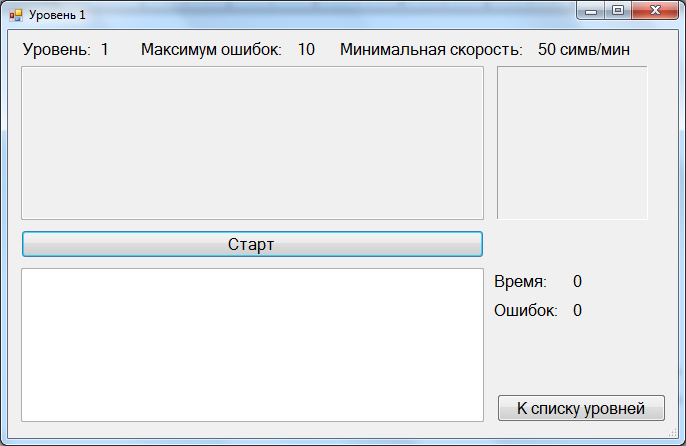 Уровень 1
Уровень: 1 Максимум ошибок: 10 Минимальная скорость: 50 симв/мин
Старт
Время: 0
Ошибок: 0
К списку уровней